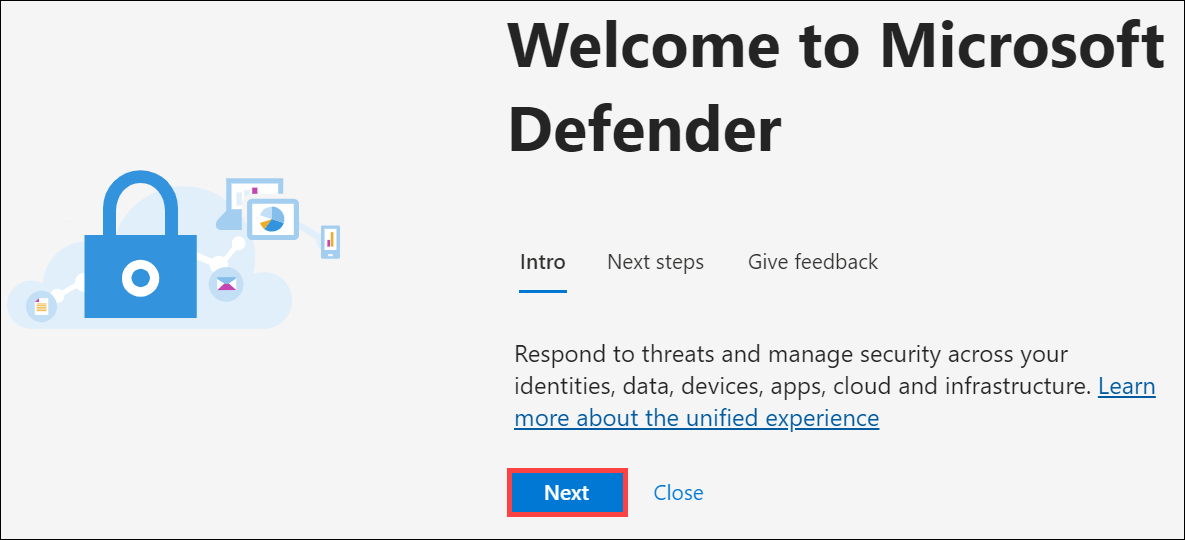 Welcome to Microsoft
Defender
Intro Next steps Give feedback
Respond to threats and manage security across your
identities, data, devices, apps, cloud and infrastructure. Learn
more about the unified experience
Next Close